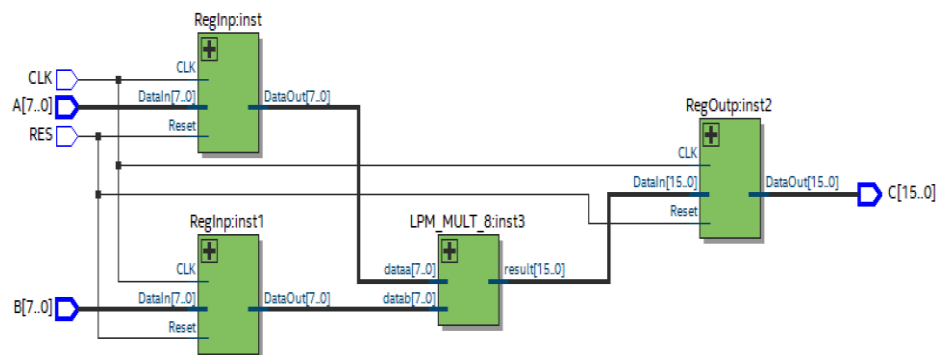 RegInp:inst
CLK
CLK
A[7..0]
DataIn[7..0]
DataOut[7..0]
RES
Reset
RegOutp:inst2
CLK
DataIn[15..0]
DataOut[15..0]
C[15..0]
Reset
RegInp:inst1
LPM_MULT_8:inst3
CLK
dataa[7..0]
result[15..0]
B[7..0]
DataIn[7..0]
DataOut[7..0]
datab[7..0]
Reset